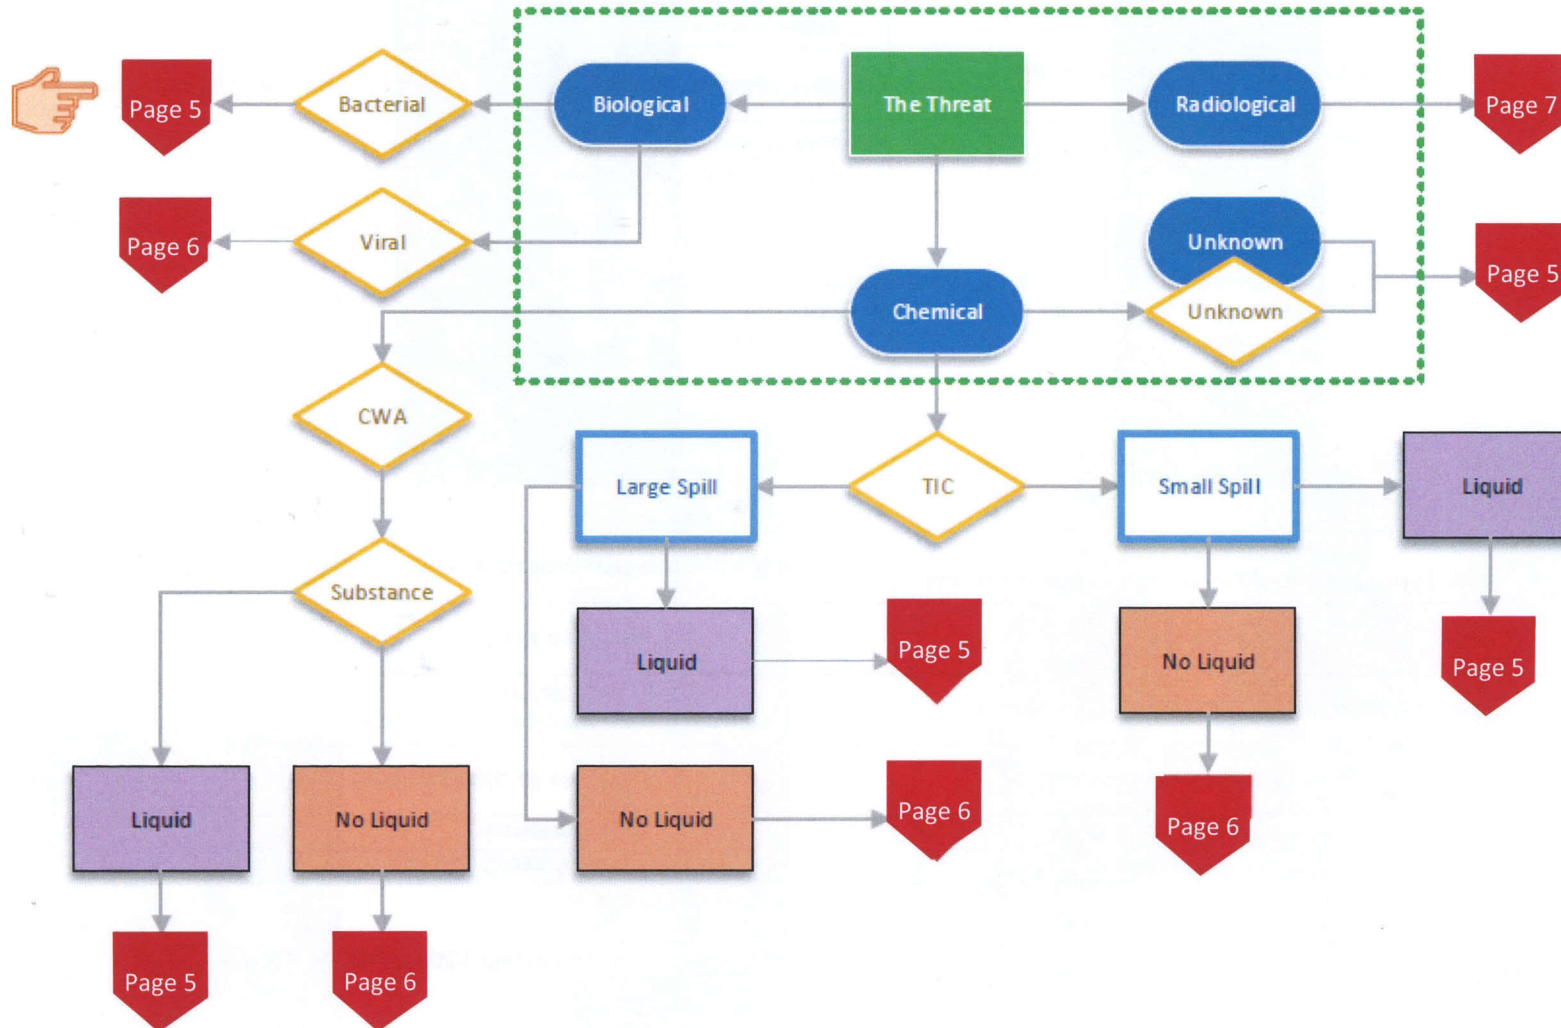 Page 5
Bacterial
Biological
The Threat
Radiological
Page 7
Page 6
Viral
Unknown
Page 5
Chemical
Unknown
CWA
Large Spill
TIC
Small Spill
Liquid
Substance
Liquid
Page 5
No Liquid
Page 5
Liquid
No Liquid
No Liquid
Page 6
Page 6
Page 5
Page 6